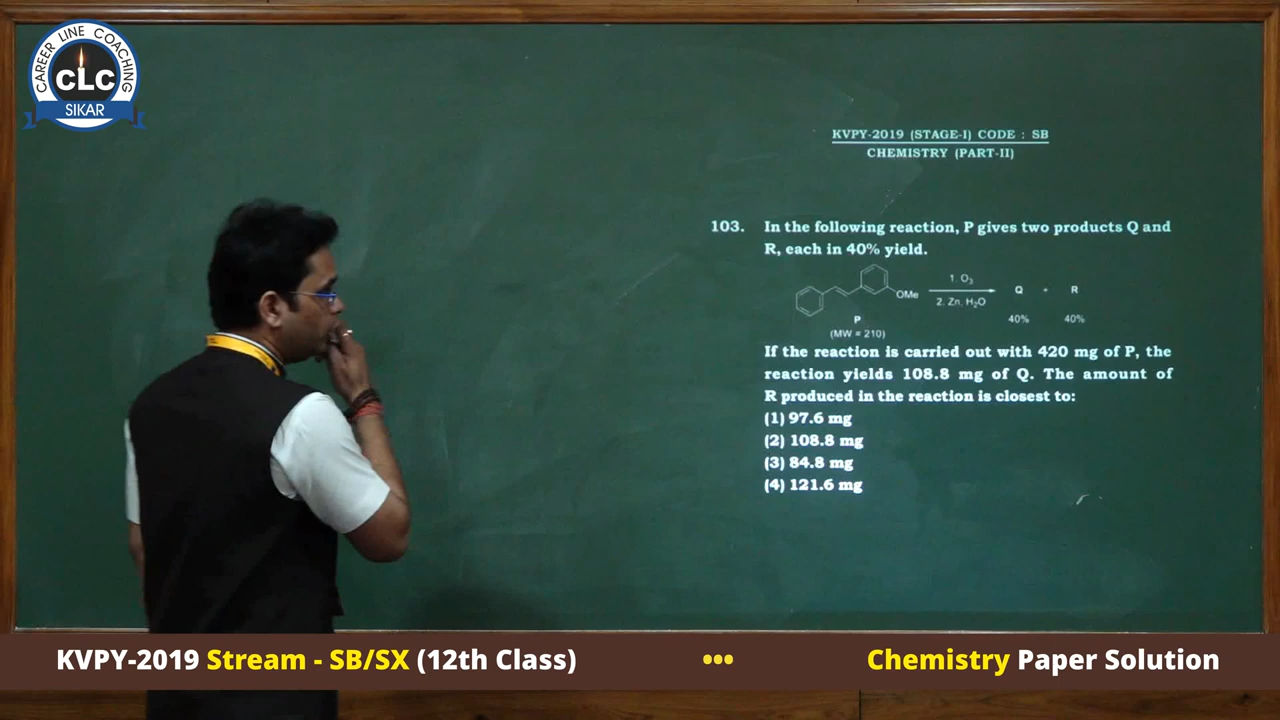 CAREER LINE COACHING
CLC
SIKAR
KVPY-2019 (STAGE-I) CODE : SB
CHEMISTRY (PART-II)
103. In the following reaction, P gives two products Q and
R, each in 40% yield.
1. O3
OMe
2. Zn, H2O
Q + R
P
40% 40%
(MW = 210)
If the reaction is carried out with 420 mg of P, the
reaction yields 108.8 mg of Q. The amount of
R produced in the reaction is closest to:
(1) 97.6 mg
(2) 108.8 mg
(3) 84.8 mg
(4) 121.6 mg
KVPY-2019 Stream - SB/SX (12th Class) ••• Chemistry Paper Solution